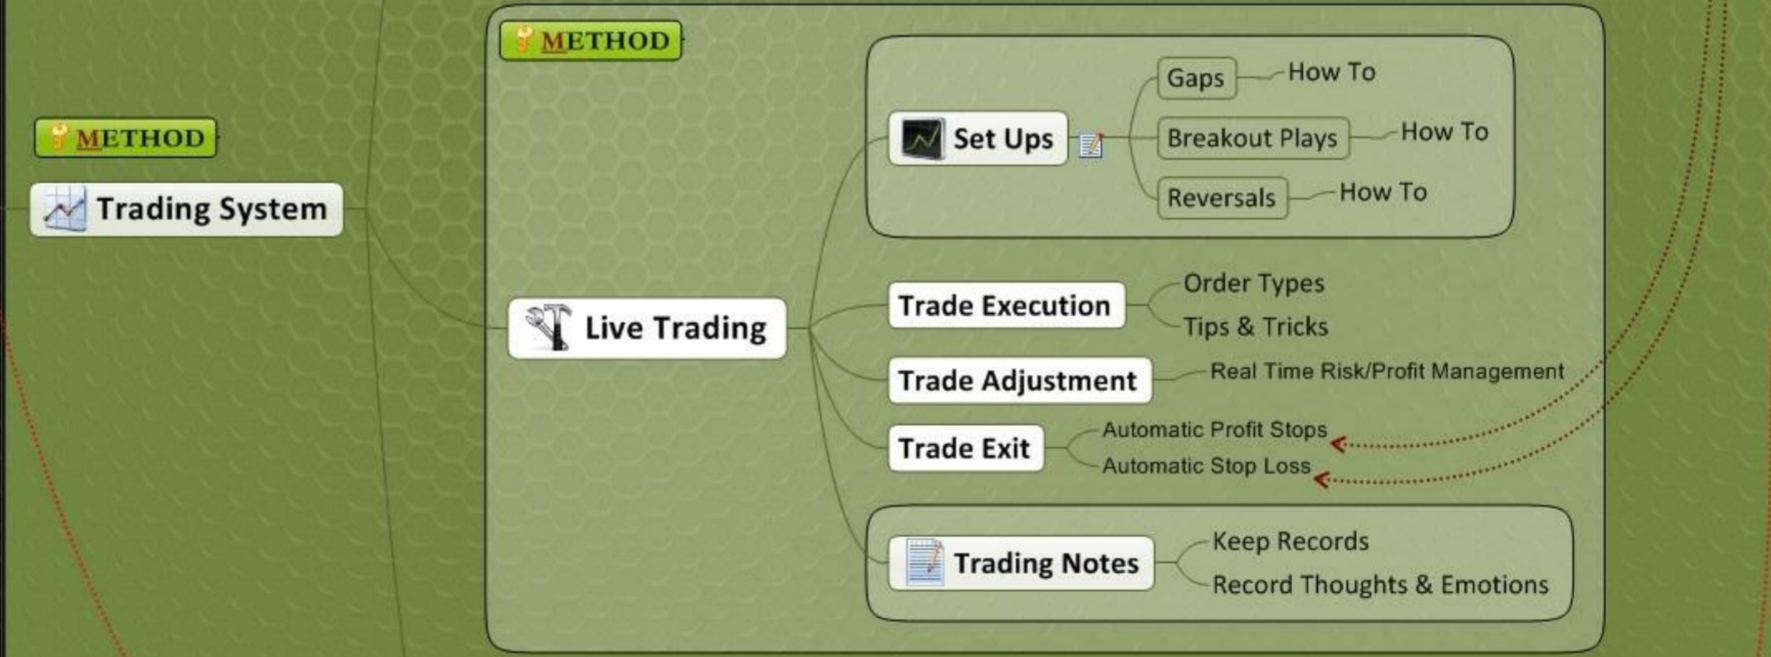 METHOD
Trading System
METHOD
Live Trading
Set Ups
Gaps
How To
Breakout Plays
How To
Reversals
How To
Trade Execution
Order Types
Tips & Tricks
Trade Adjustment
Real Time Risk/Profit Management
Trade Exit
Automatic Profit Stops
Automatic Stop Loss
Trading Notes
Keep Records
Record Thoughts & Emotions